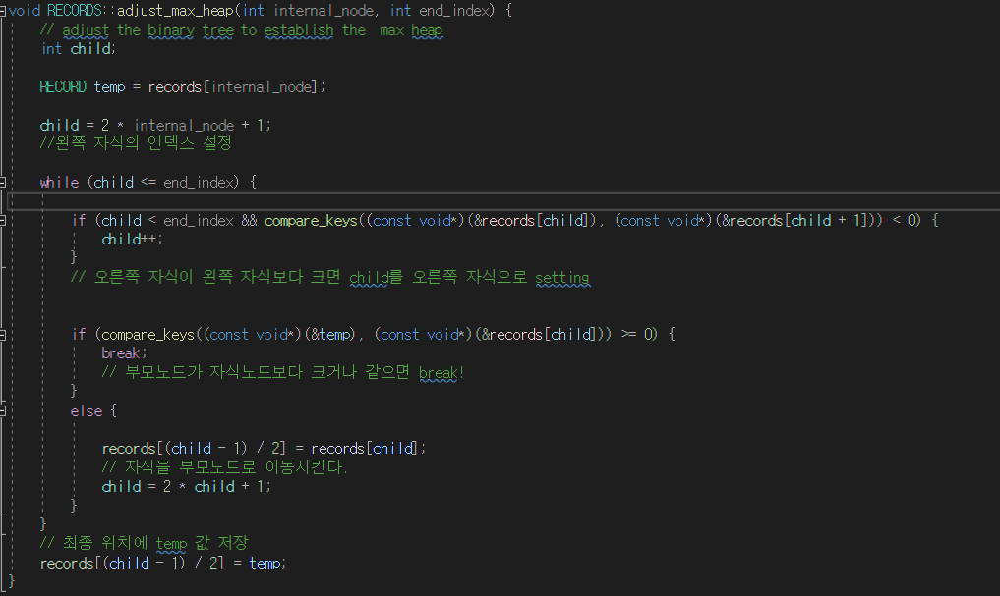 void RECORDS::adjust_max_heap(int internal_node, int end_index) {
// adjust the binary tree to establish the  max heap
int child;
RECORD temp = records[internal_node];
child = 2 * internal_node + 1;
//왼쪽 자식의 인덱스 설정
while (child <= end_index) {
if (child < end_index && compare_keys((const void*)(&records[child]), (const void*)(&records[child + 1])) < 0) {
child++;
}
// 오른쪽 자식이 왼쪽 자식보다 크면 child를 오른쪽 자식으로 setting
if (compare_keys((const void*)(&temp), (const void*)(&records[child])) >= 0) {
break;
// 부모노드가 자식노드보다 크거나 같으면 break!
}
else {
records[(child - 1) / 2] = records[child];
// 자식을 부모노드로 이동시킨다.
child = 2 * child + 1;
}
}
// 최종 위치에 temp 값 저장
records[(child - 1) / 2] = temp;
}